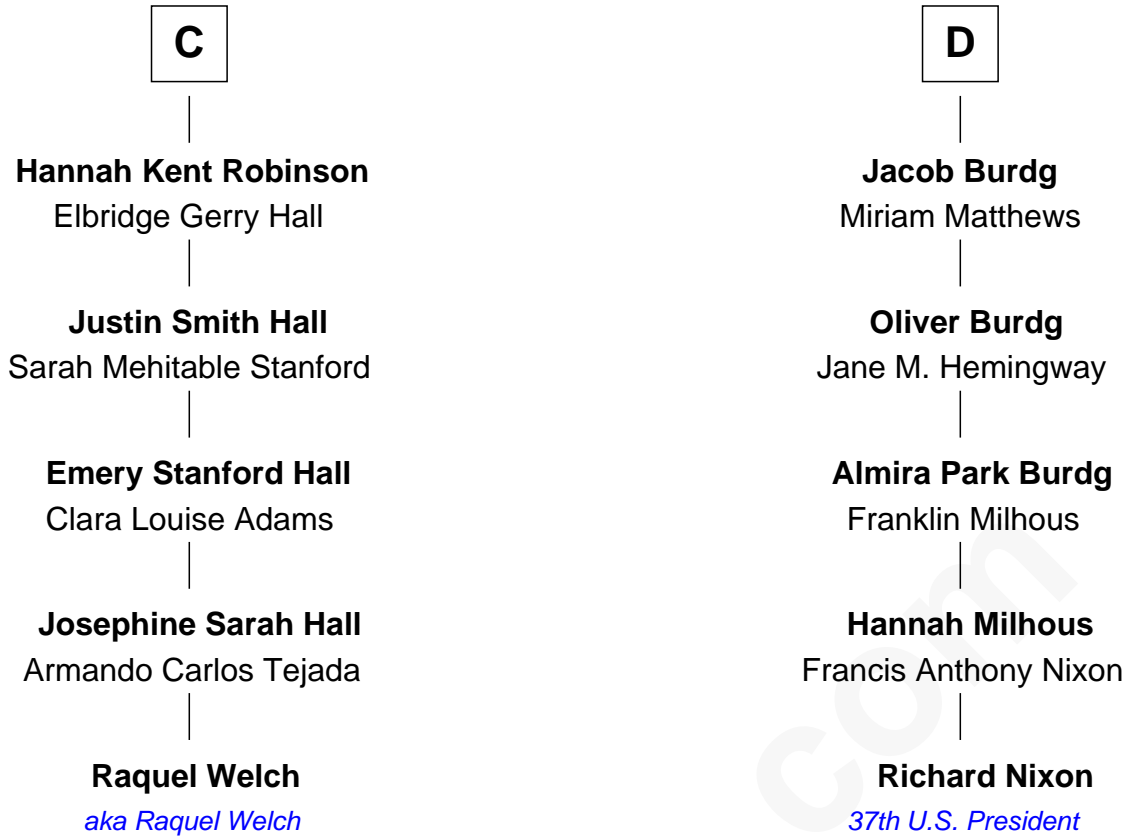 C
Hannah Kent Robinson
Elbridge Gerry Hall
Justin Smith Hall
Sarah Mehitable Stanford
Emery Stanford Hall
Clara Louise Adams
Josephine Sarah Hall
Armando Carlos Tejada
Raquel Welch
aka Raquel Welch
D
Jacob Burdg
Miriam Matthews
Oliver Burdg
Jane M. Hemingway
Almira Park Burdg
Franklin Milhous
Hannah Milhous
Francis Anthony Nixon
Richard Nixon
37th U.S. President
com